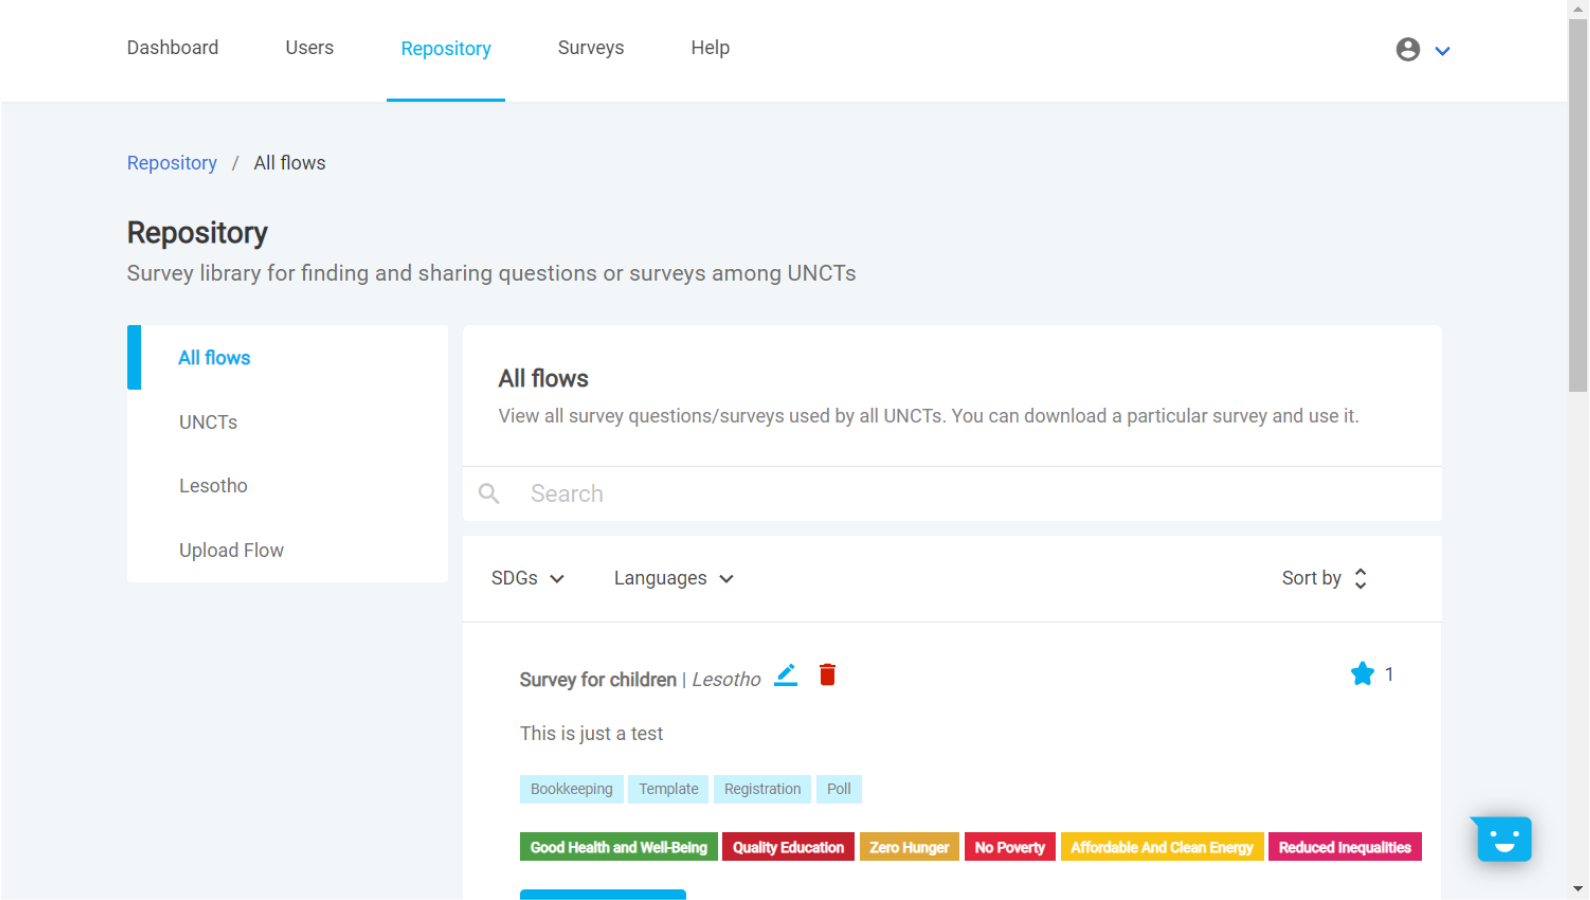 Dashboard Users Repository Surveys Help
Repository / All flows
Repository
Survey library for finding and sharing questions or surveys among UNCTs
All flows
UNCTs
Lesotho
Upload Flow
All flows
View all survey questions/surveys used by all UNCTs. You can download a particular survey and use it.
Search
SDGs Languages Sort by
Survey for children | Lesotho 1
This is just a test
Bookkeeping Template Registration Poll
Good Health and Well-Being Quality Education Zero Hunger No Poverty Affordable And Clean Energy Reduced Inequalities